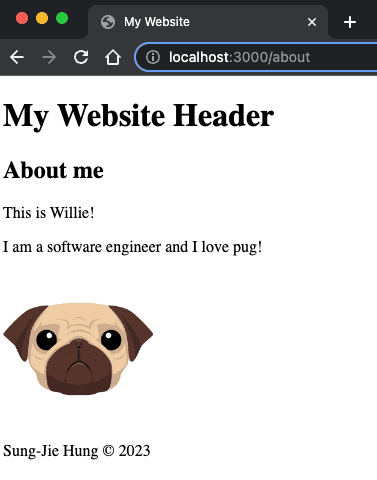 My Website
localhost:3000/about
My Website Header
About me
This is Willie!
I am a software engineer and I love pug!
Sung-Jie Hung © 2023